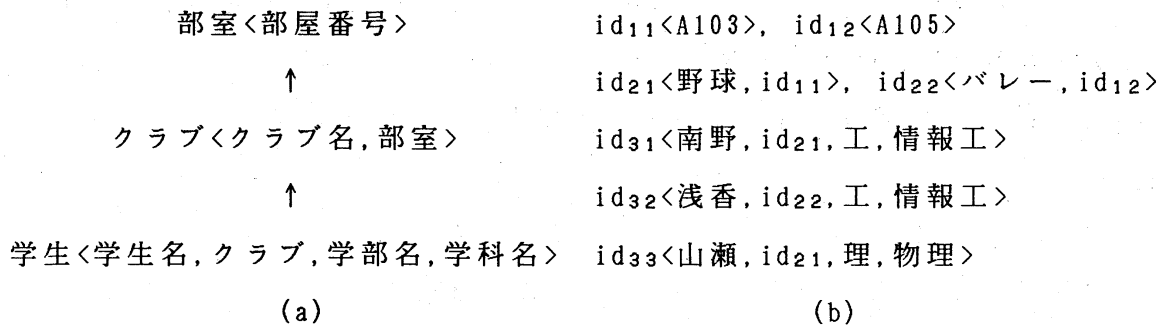 部室<部屋番号> id₁₁<A103>, id₁₂<A105>
↑ id₂₁<野球,id₁₁>, id₂₂<バレー,id₁₂>
クラブ<クラブ名,部室> id₃₁<南野,id₂₁,工,情報工>
↑ id₃₂<浅香,id₂₂,工,情報工>
学生<学生名,クラブ,学部名,学科名> id₃₃<山瀬,id₂₁,理,物理>
(a) (b)